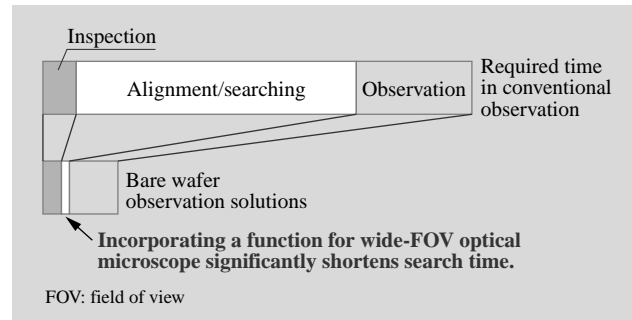 Inspection
Alignment/searching
Observation
Required time
in conventional
observation
Bare wafer
observation solutions
Incorporating a function for wide-FOV optical
microscope significantly shortens search time.
FOV: field of view